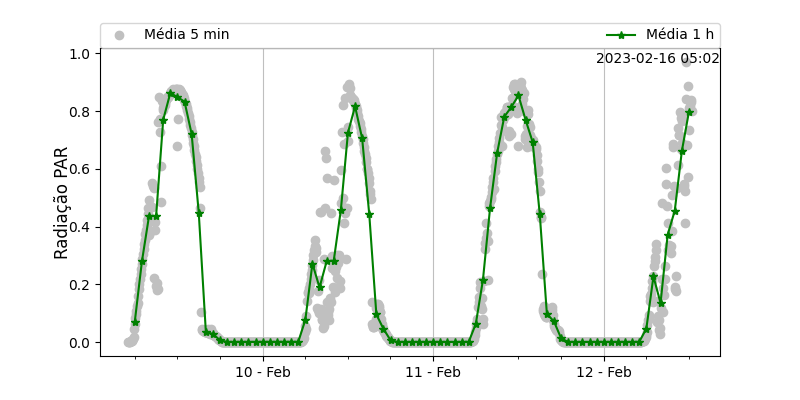 Média 5 min
Média 1 h
2023-02-16 05:02
1.0
0.8
0.6
0.4
0.2
0.0
Radiação PAR
10 - Feb
11 - Feb
12 - Feb